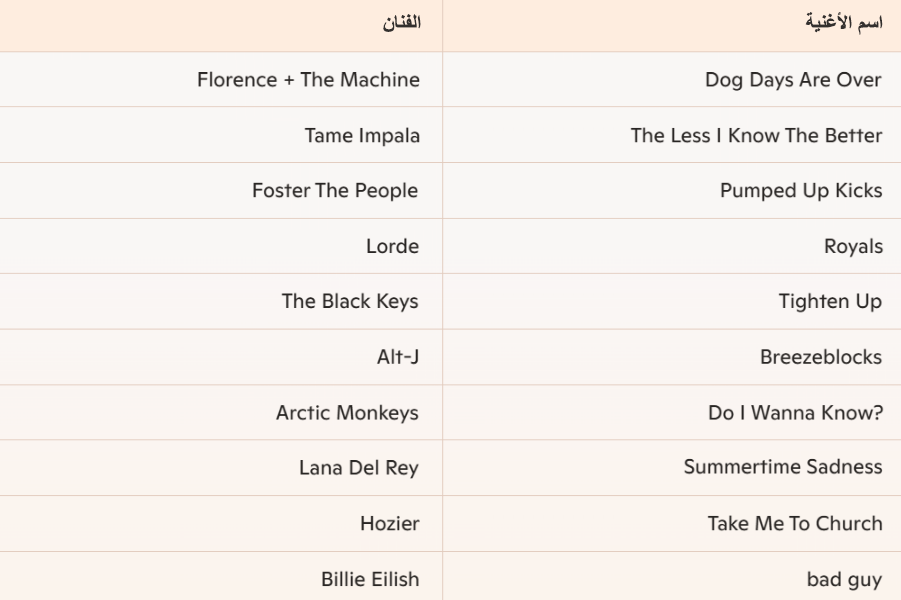 اسم الأغنية الفنان
Dog Days Are Over Florence + The Machine
The Less I Know The Better Tame Impala
Pumped Up Kicks Foster The People
Royals Lorde
Tighten Up The Black Keys
Breezeblocks Alt-J
Do I Wanna Know? Arctic Monkeys
Summertime Sadness Lana Del Rey
Take Me To Church Hozier
bad guy Billie Eilish